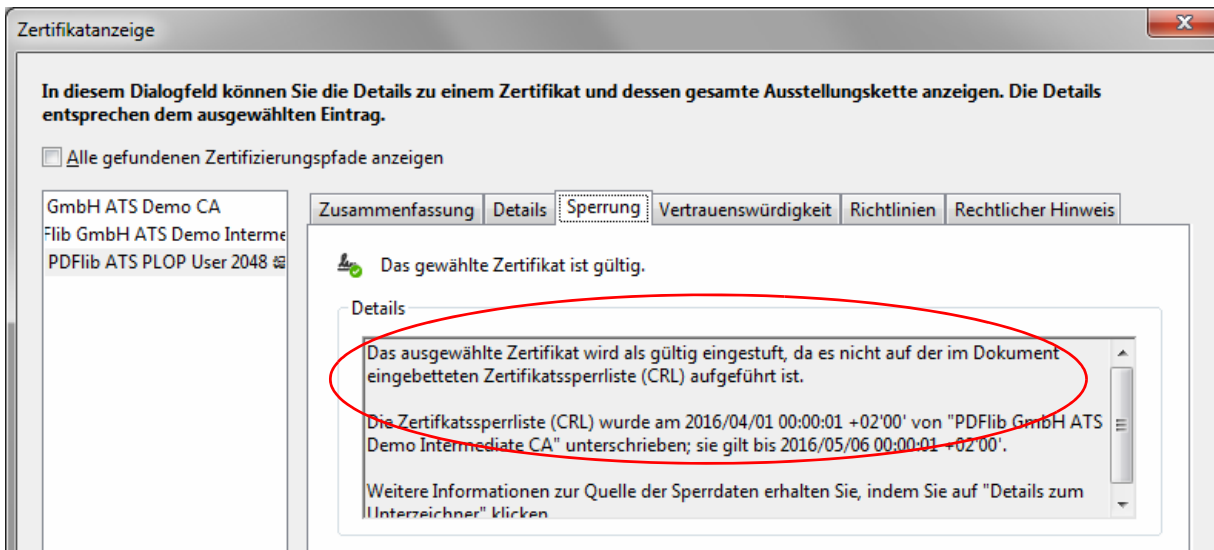 Zertifikatanzeige
In diesem Dialogfeld können Sie die Details zu einem Zertifikat und dessen gesamte Ausstellungskette anzeigen. Die Details
entsprechen dem ausgewählten Eintrag.
Alle gefundenen Zertifizierungspfade anzeigen
GmbH ATS Demo CA
Flib GmbH ATS Demo Interme
PDFlib ATS PLOP User 2048
Zusammenfassung Details Sperrung Vertrauenswürdigkeit Richtlinien Rechtlicher Hinweis
Das gewählte Zertifikat ist gültig.
Details
Das ausgewählte Zertifikat wird als gültig eingestuft, da es nicht auf der im Dokument
eingebetteten Zertifikatssperrliste (CRL) aufgeführt ist.
Die Zertifkatssperrliste (CRL) wurde am 2016/04/01 00:00:01 +02'00' von "PDFlib GmbH ATS
Demo Intermediate CA" unterschrieben; sie gilt bis 2016/05/06 00:00:01 +02'00'.
Weitere Informationen zur Quelle der Sperrdaten erhalten Sie, indem Sie auf "Details zum
Unterzeichner" klicken